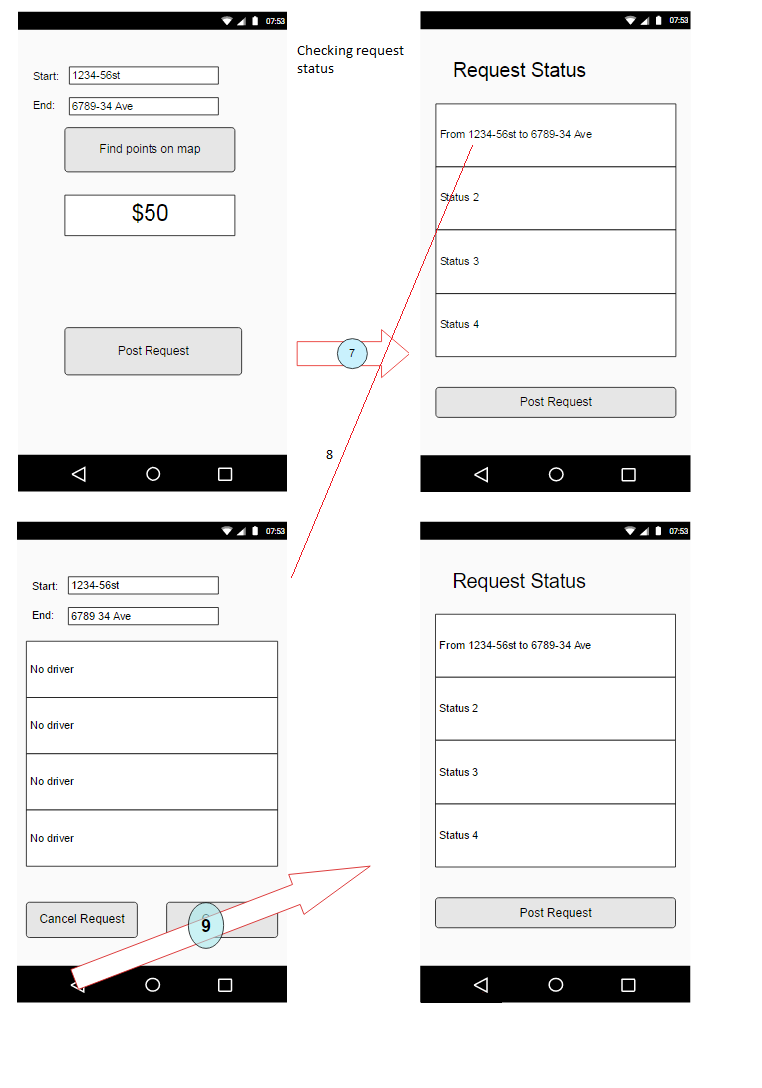 07:53
Start: 1234-56st
End: 6789-34 Ave
Find points on map
$50
Post Request
Checking request
status
7
8
07:53
Request Status
From 1234-56st to 6789-34 Ave
Status 2
Status 3
Status 4
Post Request
07:53
Start: 1234-56st
End: 6789 34 Ave
No driver
No driver
No driver
No driver
Cancel Request
9
07:53
Request Status
From 1234-56st to 6789-34 Ave
Status 2
Status 3
Status 4
Post Request